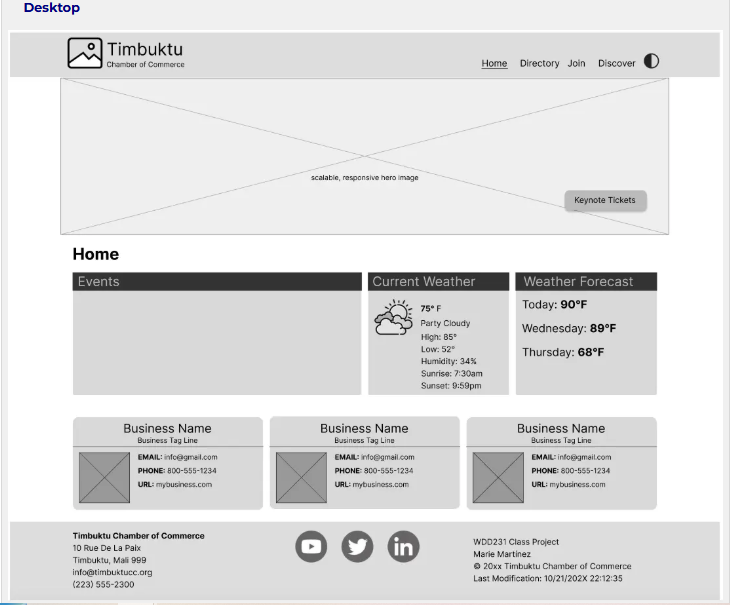 Desktop
Timbuktu
Chamber of Commerce
Home Directory Join Discover
scalable, responsive hero image
Keynote Tickets
Home
Events
Current Weather
75° F
Party Cloudy
High: 85°
Low: 52°
Humidity: 34%
Sunrise: 7:30am
Sunset: 9:59pm
Weather Forecast
Today: 90°F
Wednesday: 89°F
Thursday: 68°F
Business Name
Business Tag Line
EMAIL: info@gmail.com
PHONE: 800-555-1234
URL: mybusiness.com
Business Name
Business Tag Line
EMAIL: info@gmail.com
PHONE: 800-555-1234
URL: mybusiness.com
Business Name
Business Tag Line
EMAIL: info@gmail.com
PHONE: 800-555-1234
URL: mybusiness.com
Timbuktu Chamber of Commerce
10 Rue De La Paix
Timbuktu, Mali 999
info@timbuktucc.org
(223) 555-2300
in
WDD231 Class Project
Marie Martínez
© 20xx Timbuktu Chamber of Commerce
Last Modification: 10/21/202X 22:12:35